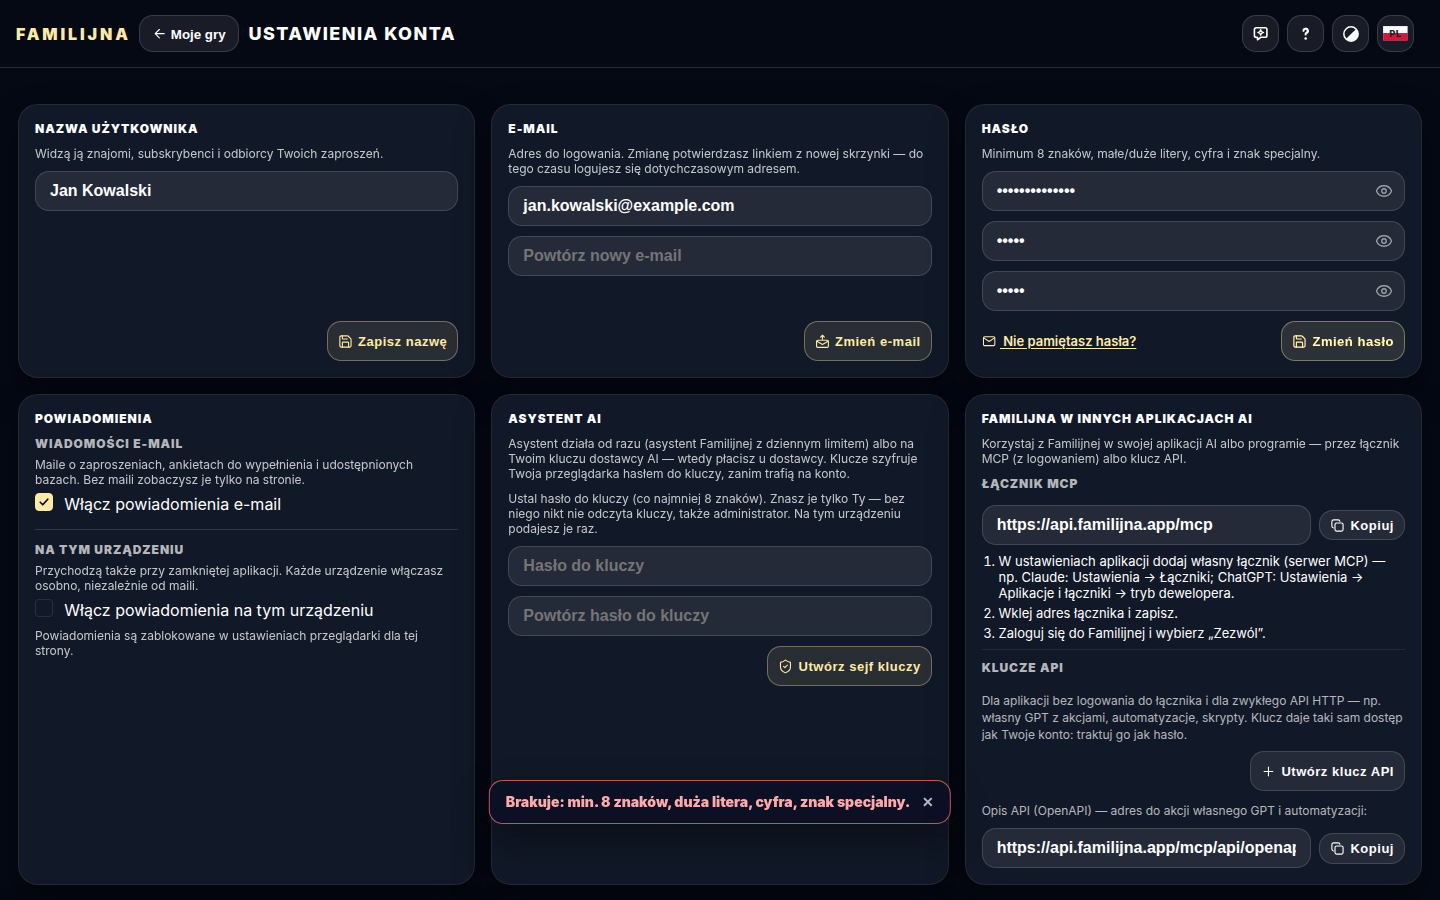 FAMILIJNA
Moje gry
USTAWIENIA KONTA
?
PL
NAZWA UŻYTKOWNIKA
Widzą ją znajomi, subskrybenci i odbiorcy Twoich zaproszeń.
Jan Kowalski
Zapisz nazwę
E-MAIL
Adres do logowania. Zmianę potwierdzasz linkiem z nowej skrzynki — do
tego czasu logujesz się dotychczasowym adresem.
jan.kowalski@example.com
Powtórz nowy e-mail
Zmień e-mail
HASŁO
Minimum 8 znaków, małe/duże litery, cyfra i znak specjalny.
••••••••••••••
•••••
•••••
Nie pamiętasz hasła?
Zmień hasło
POWIADOMIENIA
WIADOMOŚCI E-MAIL
Maile o zaproszeniach, ankietach do wypełnienia i udostępnionych
bazach. Bez maili zobaczysz je tylko na stronie.
Włącz powiadomienia e-mail
NA TYM URZĄDZENIU
Przychodzą także przy zamkniętej aplikacji. Każde urządzenie włączasz
osobno, niezależnie od maili.
Włącz powiadomienia na tym urządzeniu
Powiadomienia są zablokowane w ustawieniach przeglądarki dla tej
strony.
ASYSTENT AI
Asystent działa od razu (asystent Familijnej z dziennym limitem) albo na
Twoim kluczu dostawcy AI — wtedy płacisz u dostawcy. Klucze szyfruje
Twoja przeglądarka hasłem do kluczy, zanim trafią na konto.
Ustal hasło do kluczy (co najmniej 8 znaków). Znasz je tylko Ty — bez
niego nikt nie odczyta kluczy, także administrator. Na tym urządzeniu
podajesz je raz.
Hasło do kluczy
Powtórz hasło do kluczy
Utwórz sejf kluczy
Brakuje: min. 8 znaków, duża litera, cyfra, znak specjalny. ✕
FAMILIJNA W INNYCH APLIKACJACH AI
Korzystaj z Familijnej w swojej aplikacji AI albo programie — przez łącznik
MCP (z logowaniem) albo klucz API.
ŁĄCZNIK MCP
https://api.familijna.app/mcp
Kopiuj
1. W ustawieniach aplikacji dodaj własny łącznik (serwer MCP) —
np. Claude: Ustawienia → Łączniki; ChatGPT: Ustawienia →
Aplikacje i łączniki → tryb dewelopera.
2. Wklej adres łącznika i zapisz.
3. Zaloguj się do Familijnej i wybierz „Zezwól”.
KLUCZE API
Dla aplikacji bez logowania do łącznika i dla zwykłego API HTTP — np.
własny GPT z akcjami, automatyzacje, skrypty. Klucz daje taki sam dostęp
jak Twoje konto: traktuj go jak hasło.
Utwórz klucz API
Opis API (OpenAPI) — adres do akcji własnego GPT i automatyzacji:
https://api.familijna.app/mcp/api/openap
Kopiuj